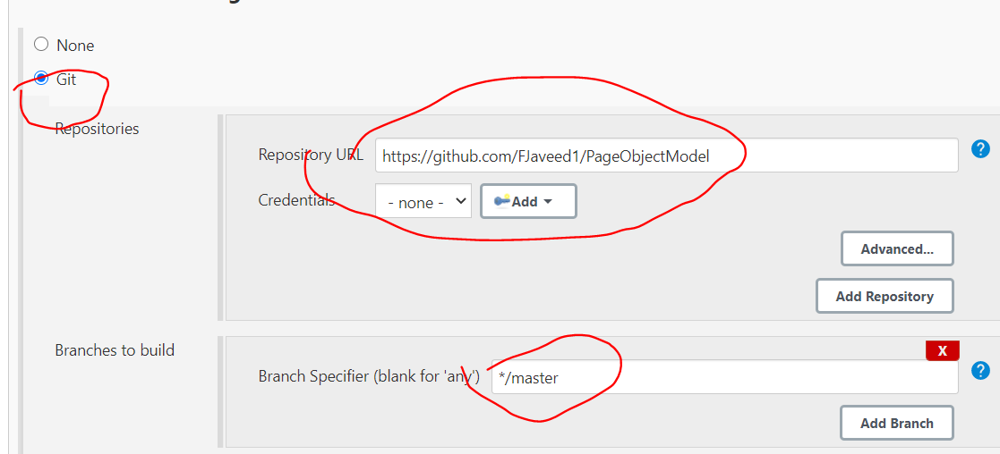 None
Git
Repositories
Repository URL https://github.com/FJaveed1/PageObjectModel
Credentials - none - Add
Advanced...
Add Repository
Branches to build
X
Branch Specifier (blank for 'any') */master
Add Branch